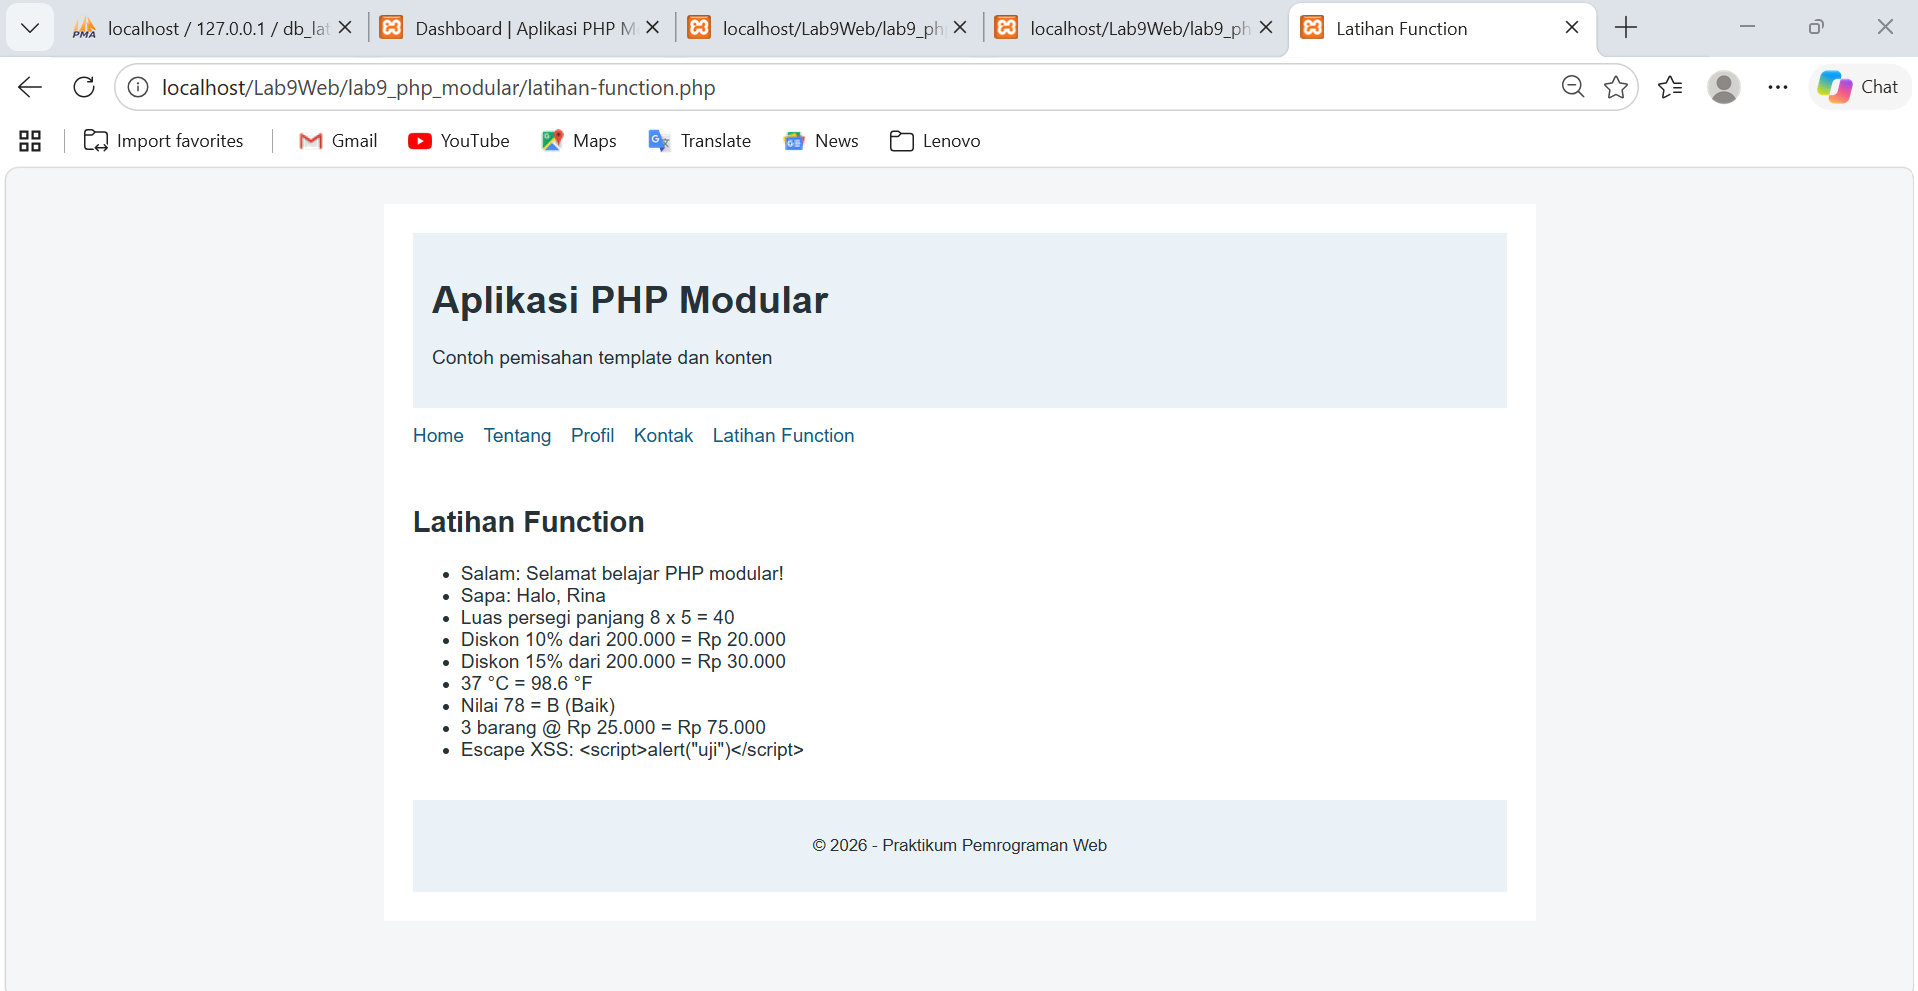 localhost / 127.0.0.1 / db_lat
Dashboard | Aplikasi PHP M
localhost/Lab9Web/lab9_ph
localhost/Lab9Web/lab9_ph
Latihan Function
localhost/Lab9Web/lab9_php_modular/latihan-function.php
Chat
Import favorites
Gmail
YouTube
Maps
Translate
News
Lenovo
Aplikasi PHP Modular
Contoh pemisahan template dan konten
Home Tentang Profil Kontak Latihan Function
Latihan Function
• Salam: Selamat belajar PHP modular!
• Sapa: Halo, Rina
• Luas persegi panjang 8 x 5 = 40
• Diskon 10% dari 200.000 = Rp 20.000
• Diskon 15% dari 200.000 = Rp 30.000
• 37 °C = 98.6 °F
• Nilai 78 = B (Baik)
• 3 barang @ Rp 25.000 = Rp 75.000
• Escape XSS: <script>alert("uji")</script>
© 2026 - Praktikum Pemrograman Web